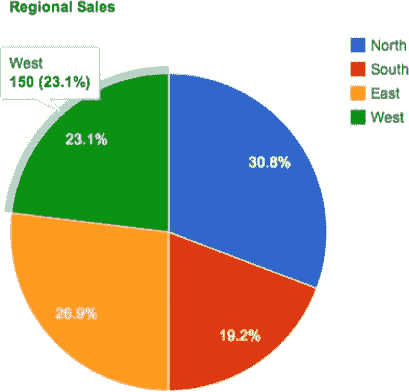 Regional Sales
West
150 (23.1%)
North
South
East
West
23.1%
30.8%
26.9%
19.2%